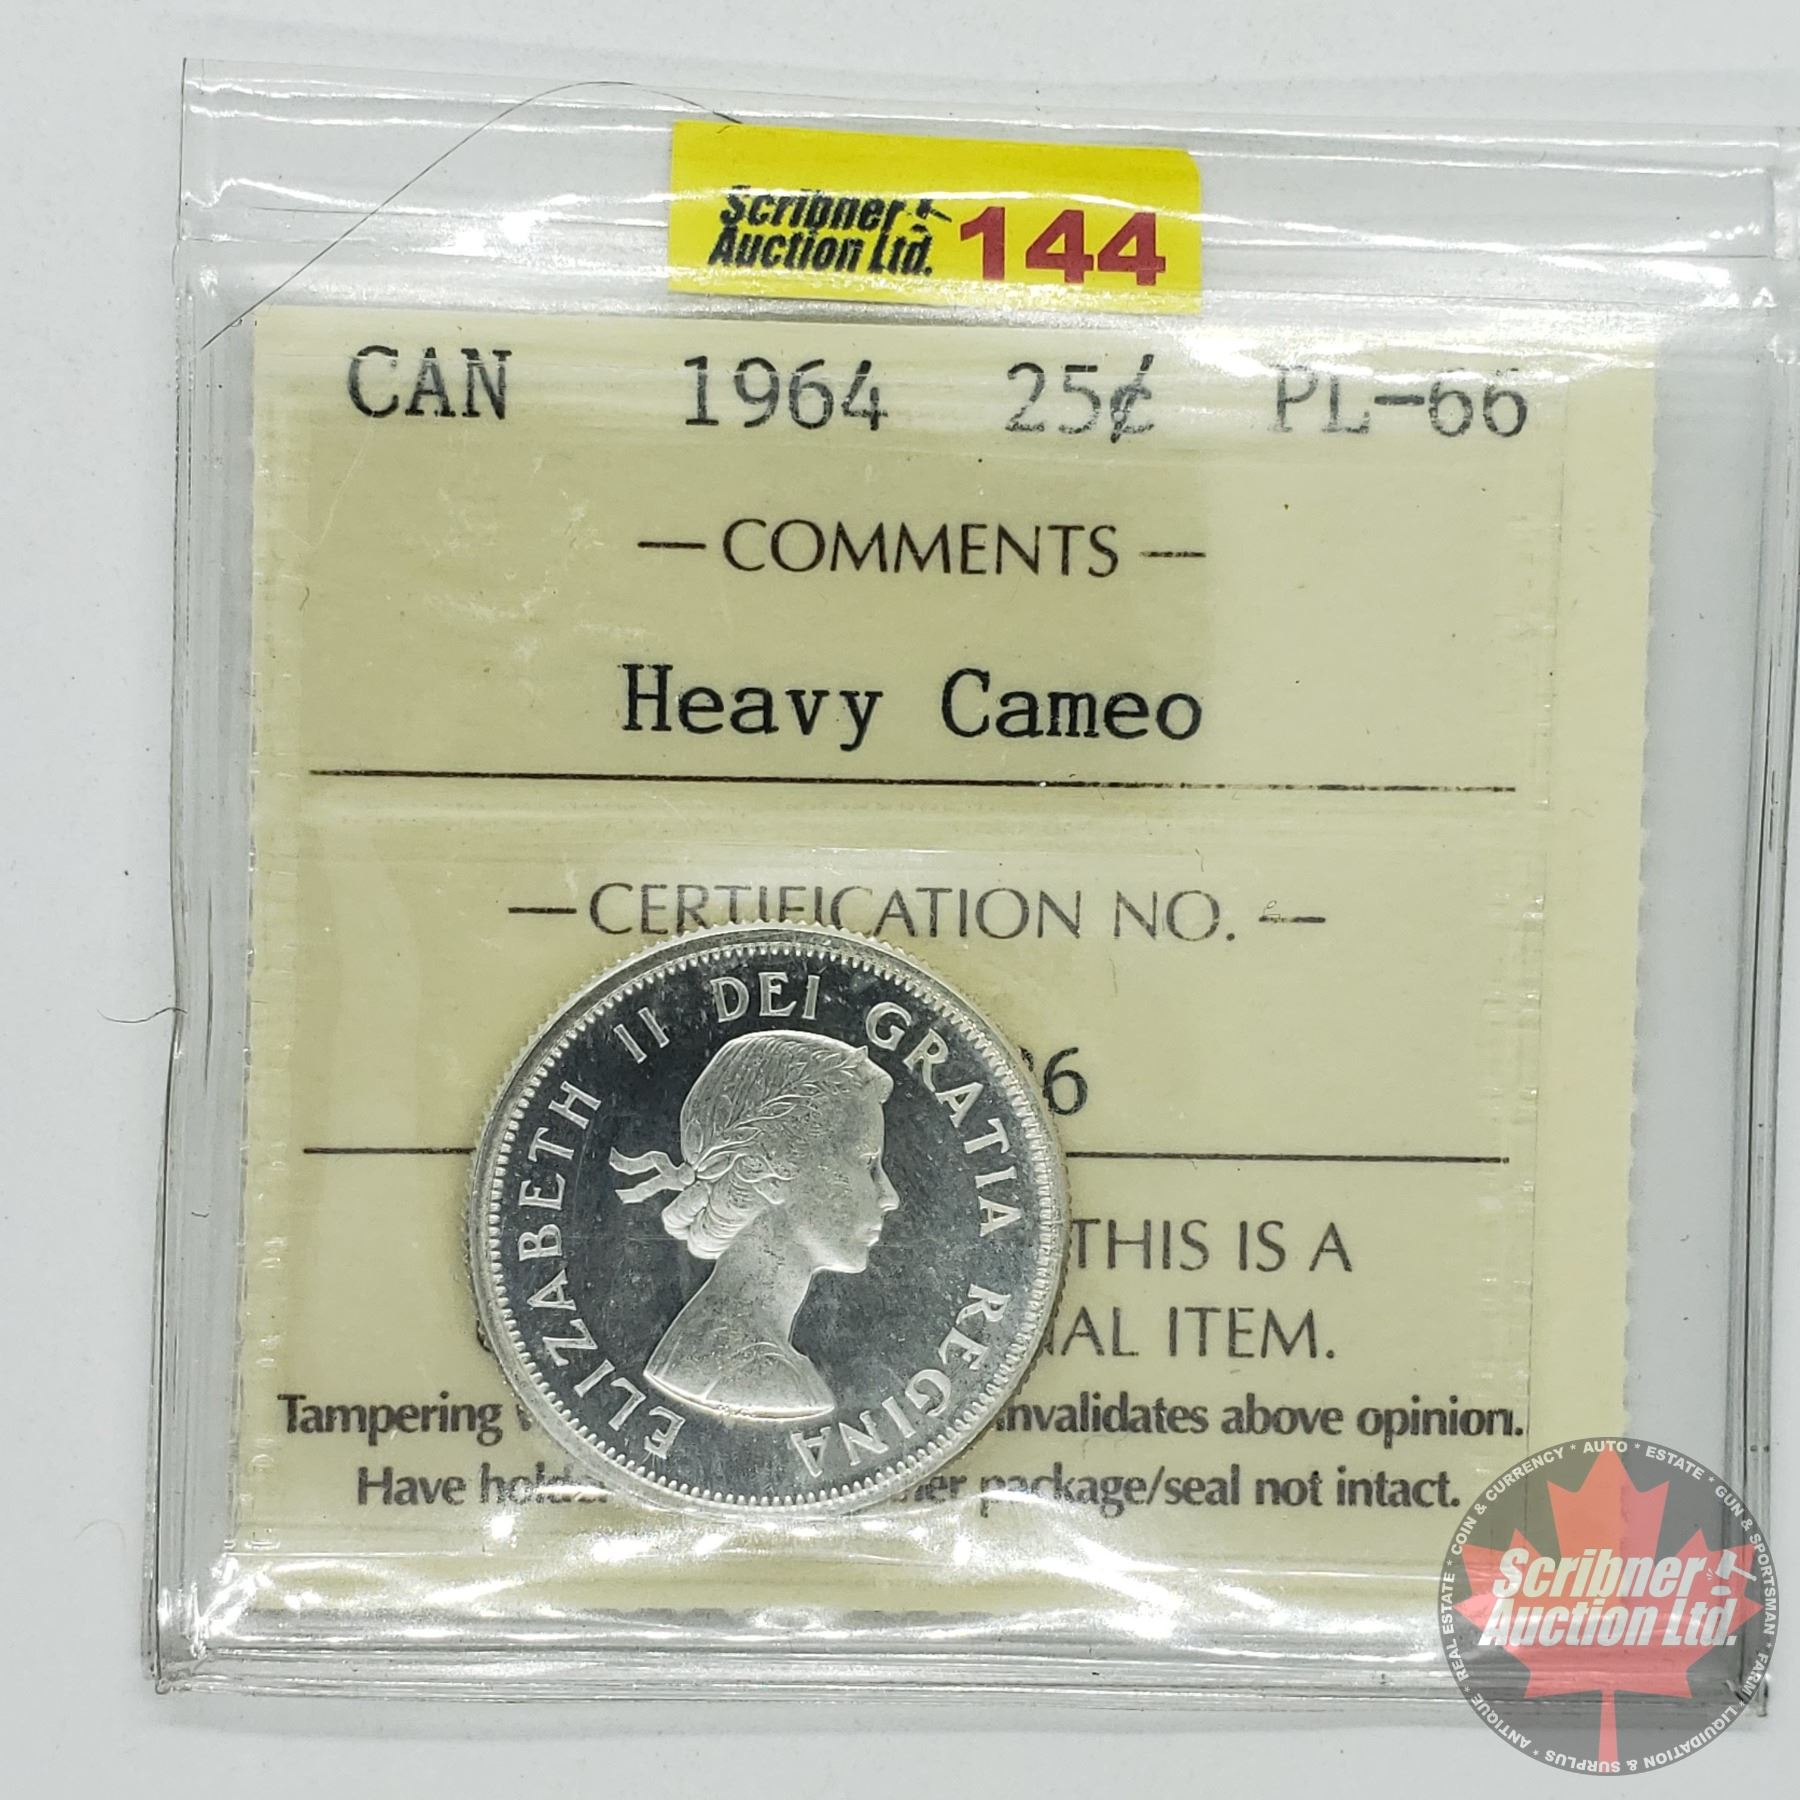 Scribner
Auction Ltd. 144
CAN 1964 25¢ PL-66
— COMMENTS —
Heavy Cameo
— CERTIFICATION NO. —
6
THIS IS A
ITEM.
Tampering invalidates above opinion.
Have package/seal not intact.
ELIZABETH II DEI GRATIA REGINA
COIN & CURRENCY * AUTO * ESTATE * GUN & SPORTSMAN * FARM * LIQUIDATION & SURPLUS * ANTIQUE * REAL ESTATE *
Scribner
Auction Ltd.